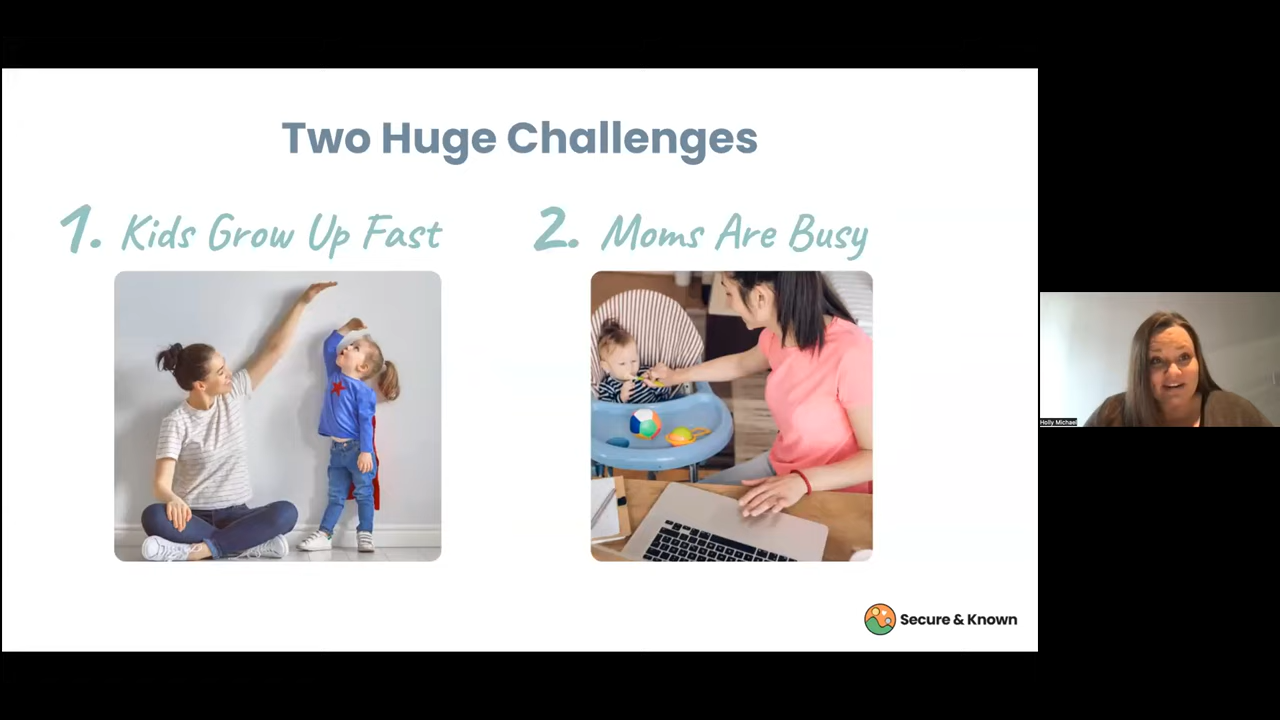 Two Huge Challenges
1. Kids Grow Up Fast
2. Moms Are Busy
Secure & Known
Holly Michael